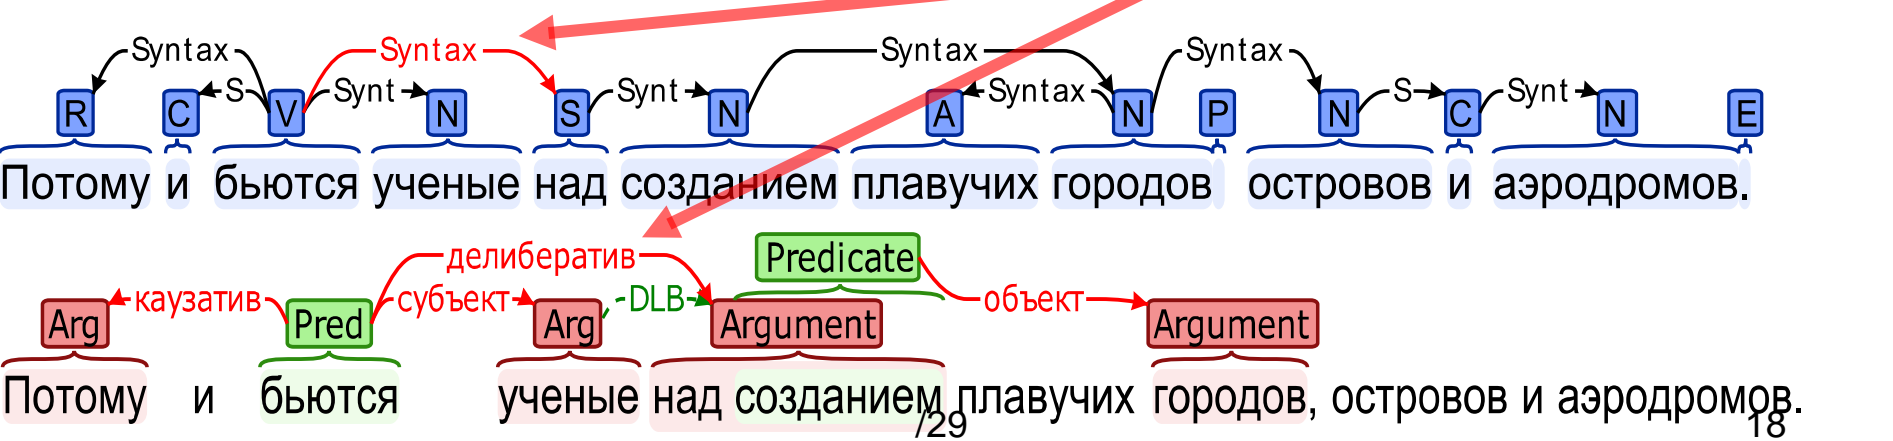 Syntax Syntax Syntax Syntax
S Synt Synt Syntax S Synt
R C V N S N A N P N C N E
Потому и бьются ученые над созданием плавучих городов островов и аэродромов.
делибератив Predicate
каузатив субъект DLB объект
Arg Pred Arg Argument Argument
Потому и бьются ученые над созданием плавучих городов, островов и аэродромов.
/29 18